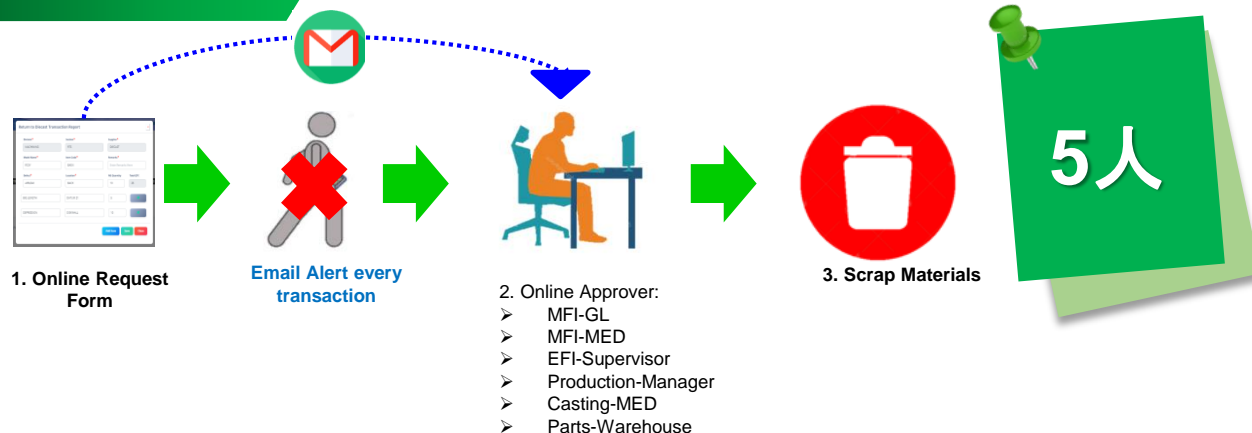 5人
1. Online Request
Form
Email Alert every
transaction
2. Online Approver:
➢ MFI-GL
➢ MFI-MED
➢ EFI-Supervisor
➢ Production-Manager
➢ Casting-MED
➢ Parts-Warehouse
3. Scrap Materials